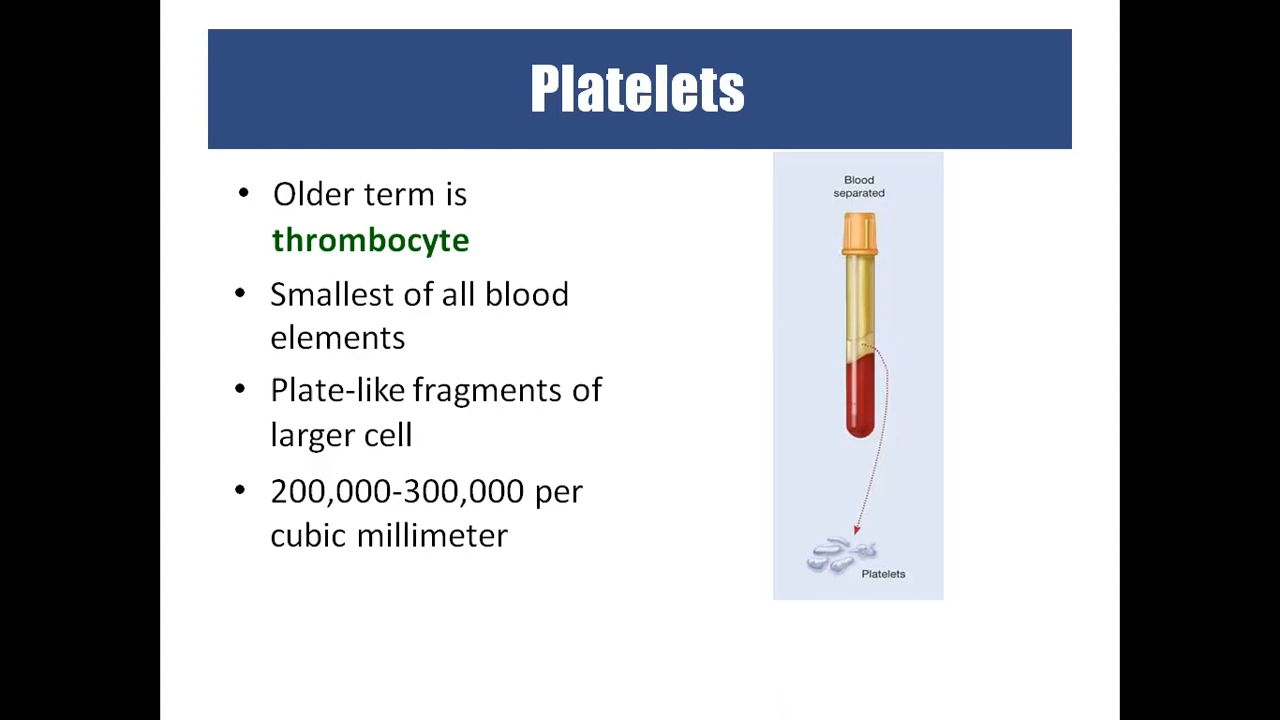 Platelets
• Older term is
thrombocyte
• Smallest of all blood
elements
• Plate-like fragments of
larger cell
• 200,000-300,000 per
cubic millimeter
Blood
separated
Platelets